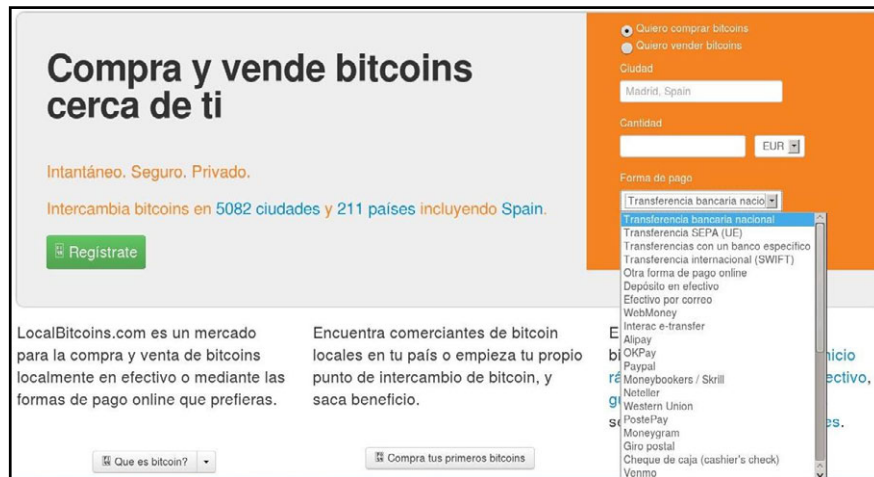 Compra y vende bitcoins
cerca de ti
Intantáneo. Seguro. Privado.
Intercambia bitcoins en 5082 ciudades y 211 países incluyendo Spain.
Regístrate
Quiero comprar bitcoins
Quiero vender bitcoins
Ciudad
Madrid, Spain
Cantidad
EUR
Forma de pago
Transferencia bancaria nacio
Transferencia bancaria nacional
Transferencia SEPA (UE)
Transferencias con un banco específico
Transferencia internacional (SWIFT)
Otra forma de pago online
Depósito en efectivo
Efectivo por correo
WebMoney
Interac e-transfer
Alipay
OKPay
Paypal
Moneybookers / Skrill
Neteller
Western Union
PostePay
Moneygram
Giro postal
Cheque de caja (cashier's check)
Venmo
LocalBitcoins.com es un mercado
para la compra y venta de bitcoins
localmente en efectivo o mediante las
formas de pago online que prefieras.
Que es bitcoin?
Encuentra comerciantes de bitcoin
locales en tu país o empieza tu propio
punto de intercambio de bitcoin, y
saca beneficio.
Compra tus primeros bitcoins